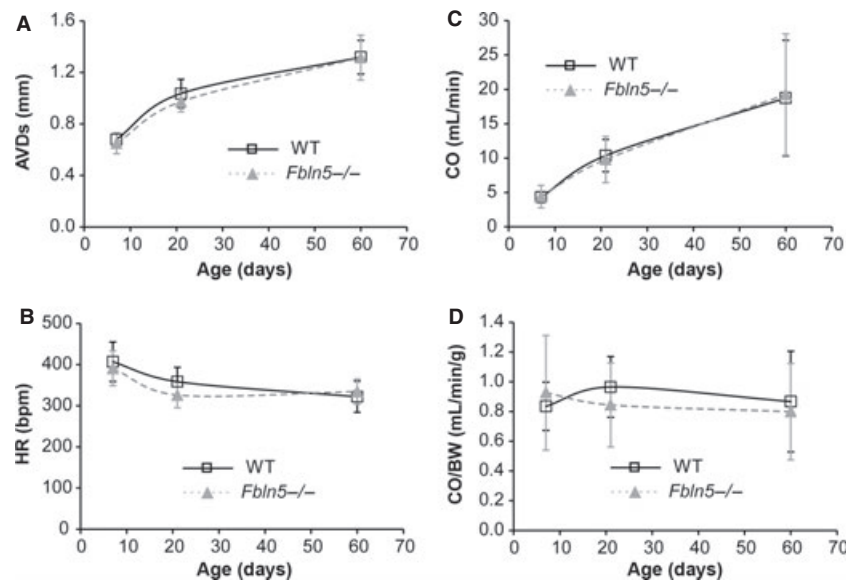 A
AVDs (mm)
1.6
1.2
0.8
0.4
0.0
WT
Fbln5–/–
0 10 20 30 40 50 60 70
Age (days)
C
CO (mL/min)
30
25
20
15
10
5
0
WT
Fbln5–/–
0 10 20 30 40 50 60 70
Age (days)
B
HR (bpm)
500
400
300
200
100
0
WT
Fbln5–/–
0 10 20 30 40 50 60 70
Age (days)
D
CO/BW (mL/min/g)
1.4
1.2
1.0
0.8
0.6
0.4
0.2
0.0
WT
Fbln5–/–
0 10 20 30 40 50 60 70
Age (days)